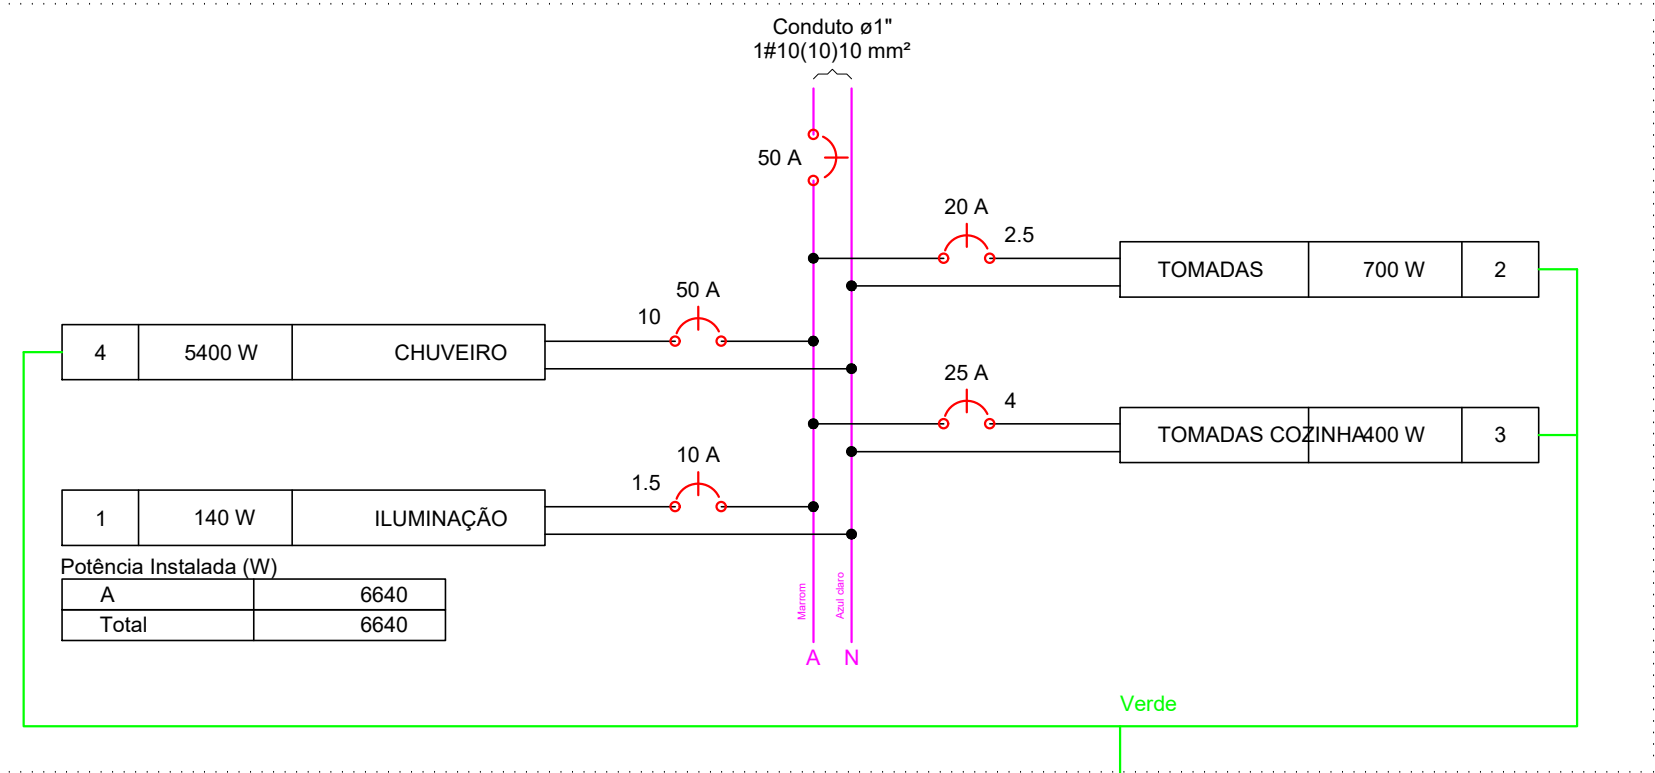 Conduto ø1"
1#10(10)10 mm²
50 A
20 A
2.5
TOMADAS 700 W 2
50 A
10
4 5400 W CHUVEIRO
25 A
4
TOMADAS COZINHA 400 W 3
10 A
1.5
1 140 W ILUMINAÇÃO
Potência Instalada (W)
A 6640
Total 6640
Marrom
Azul claro
A N
Verde